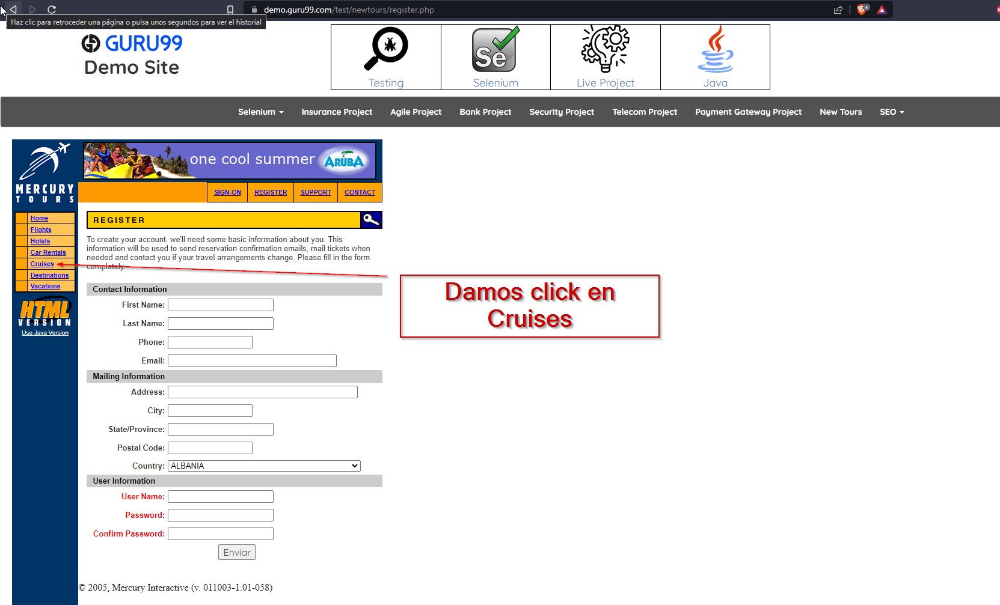 demo.guru99.com/test/newtours/register.php
4
Haz clic para retroceder una página o pulsa unos segundos para ver el historial
GURU99
Demo Site
Se
Testing
Selenium
Live Project
Java
Selenium
Insurance Project
Agile Project
Bank Project
Security Project
Telecom Project
Payment Gateway Project
New Tours
SEO
MERCURY
TOURS
one cool summer
ARUBA
SIGN-ON
REGISTER
SUPPORT
CONTACT
Home
Flights
Hotels
Car Rentals
Cruises
Destinations
Vacations
HTML
VERSION
Use Java Version
REGISTER
To create your account, we'll need some basic information about you. This
information will be used to send reservation confirmation emails, mail tickets when
needed and contact you if your travel arrangements change. Please fill in the form
completely.
Damos click en
Cruises
Contact Information
First Name:
Last Name:
Phone:
Email:
Mailing Information
Address:
City:
State/Province:
Postal Code:
Country:
ALBANIA
User Information
User Name:
Password:
Confirm Password:
Enviar
© 2005, Mercury Interactive (v. 011003-1.01-058)